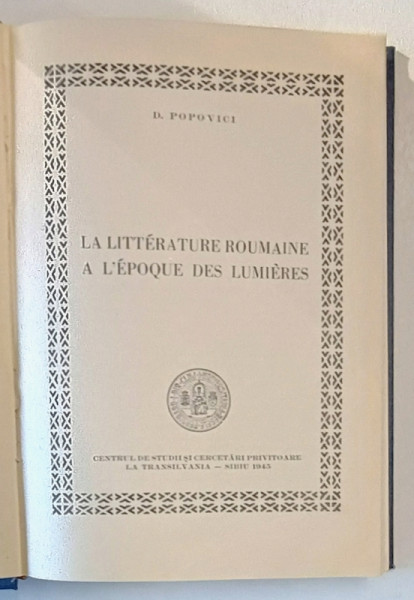 D. POPOVICI
LA LITTÉRATURE ROUMAINE
A L'ÉPOQUE DES LUMIÈRES
CENTRUL DE STUDII ȘI CERCETĂRI PRIVITOARE
LA TRANSILVANIA — SIBIU 1945